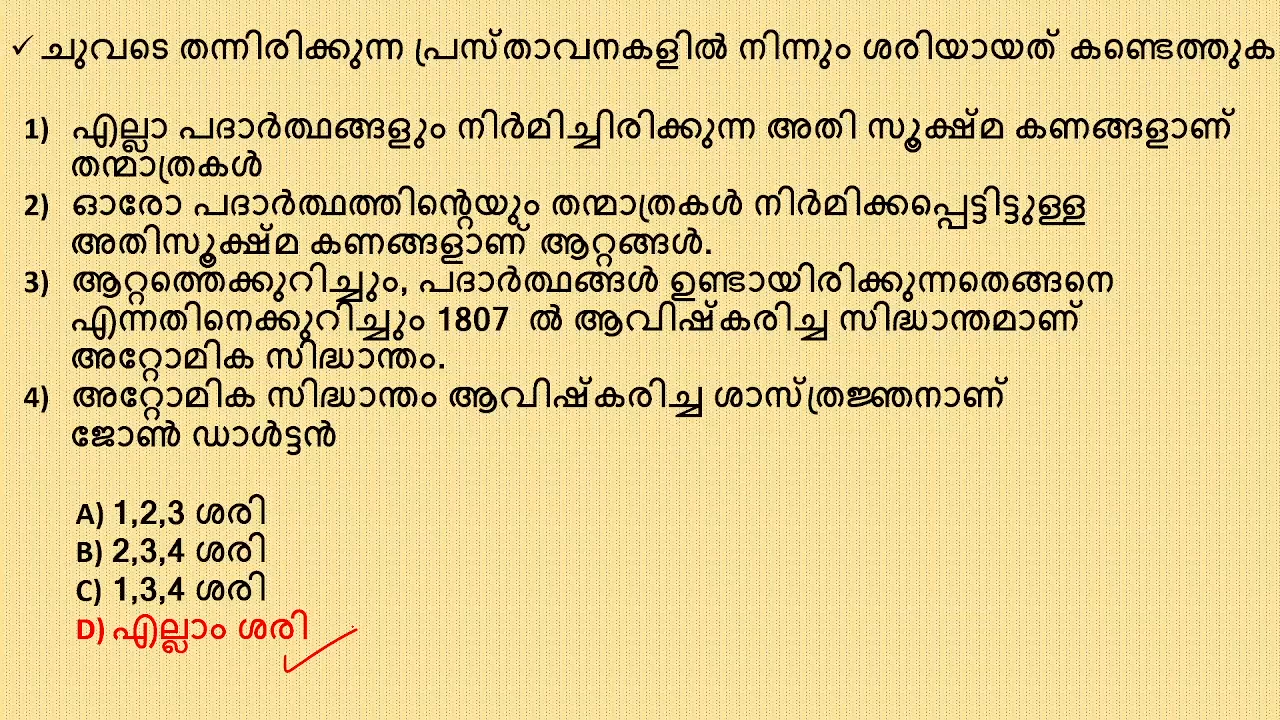 ✓ ചുവടെ തന്നിരിക്കുന്ന പ്രസ്താവനകളിൽ നിന്നും ശരിയായത് കണ്ടെത്തുക
1) എല്ലാ പദാർത്ഥങ്ങളും നിർമിച്ചിരിക്കുന്ന അതി സൂക്ഷ്മ കണങ്ങളാണ്
തന്മാത്രകൾ
2) ഓരോ പദാർത്ഥത്തിന്റെയും തന്മാത്രകൾ നിർമിക്കപ്പെട്ടിട്ടുള്ള
അതിസൂക്ഷ്മ കണങ്ങളാണ് ആറ്റങ്ങൾ.
3) ആറ്റത്തെക്കുറിച്ചും, പദാർത്ഥങ്ങൾ ഉണ്ടായിരിക്കുന്നതെങ്ങനെ
എന്നതിനെക്കുറിച്ചും 1807 ൽ ആവിഷ്കരിച്ച സിദ്ധാന്തമാണ്
അറ്റോമിക സിദ്ധാന്തം.
4) അറ്റോമിക സിദ്ധാന്തം ആവിഷ്കരിച്ച ശാസ്ത്രജ്ഞനാണ്
ജോൺ ഡാൾട്ടൻ
A) 1,2,3 ശരി
B) 2,3,4 ശരി
C) 1,3,4 ശരി
D) എല്ലാം ശരി